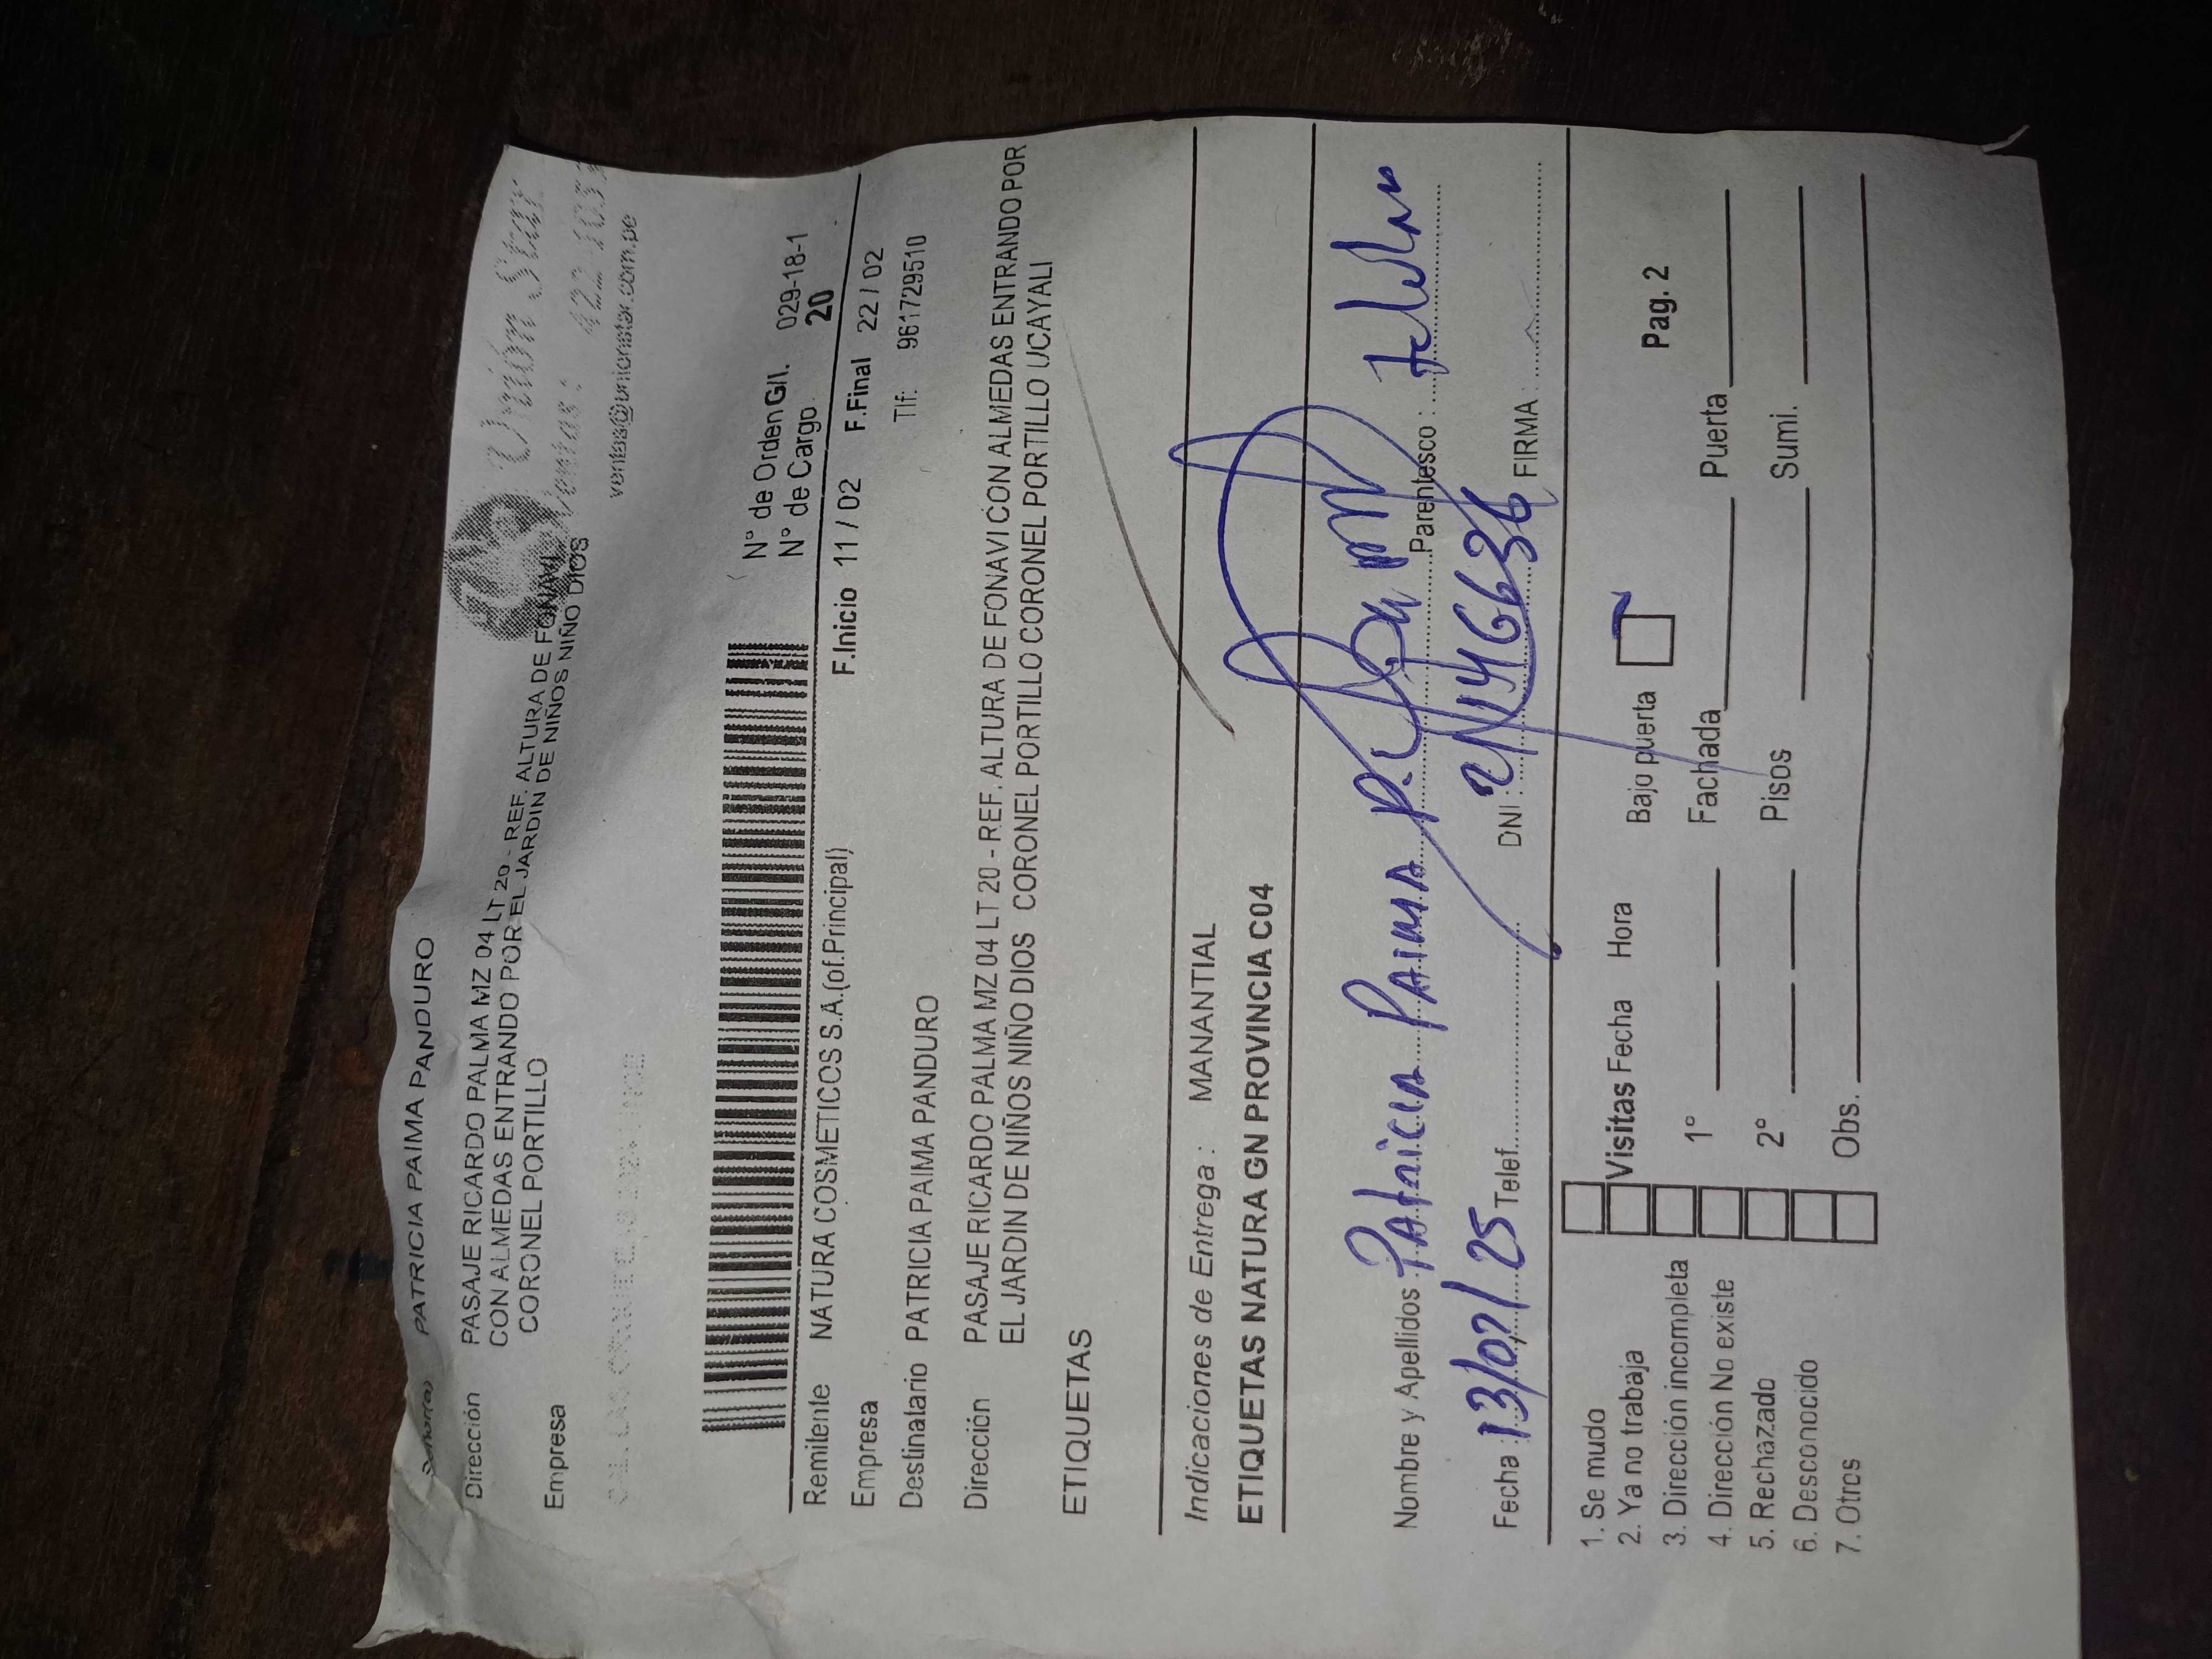 Unión Star
Señor(a) PATRICIA PAIMA PANDURO
Dirección PASAJE RICARDO PALMA MZ 04 LT 20 - REF. ALTURA DE FONAVI
CON ALMEDAS ENTRANDO POR EL JARDIN DE NIÑOS NIÑO DIOS
CORONEL PORTILLO
Empresa
Ventas: 422
ventas@unionstar.com.pe
N° de Orden G/I. 029-18-1
N° de Cargo 20
Remitente NATURA COSMETICOS S.A.(of.Principal)
F.Inicio 11 / 02 F.Final 22 / 02
Empresa
Destinatario PATRICIA PAIMA PANDURO Tlf: 961729510
Dirección PASAJE RICARDO PALMA MZ 04 LT 20 - REF. ALTURA DE FONAVI CON ALMEDAS ENTRANDO POR
EL JARDIN DE NIÑOS NIÑO DIOS CORONEL PORTILLO CORONEL PORTILLO UCAYALI
ETIQUETAS
Indicaciones de Entrega : MANANTIAL
ETIQUETAS NATURA GN PROVINCIA C04
Nombre y Apellidos : Patricia Paima P. Parentesco : titular
Fecha : 13/02/25 Telef. DNI : FIRMA :
1. Se mudo
2. Ya no trabaja Visitas Fecha Hora Bajo puerta
3. Dirección incompleta
4. Dirección No existe 1° Fachada Puerta Pag. 2
5. Rechazado
6. Desconocido 2° Pisos Sumi.
7. Otros Obs.